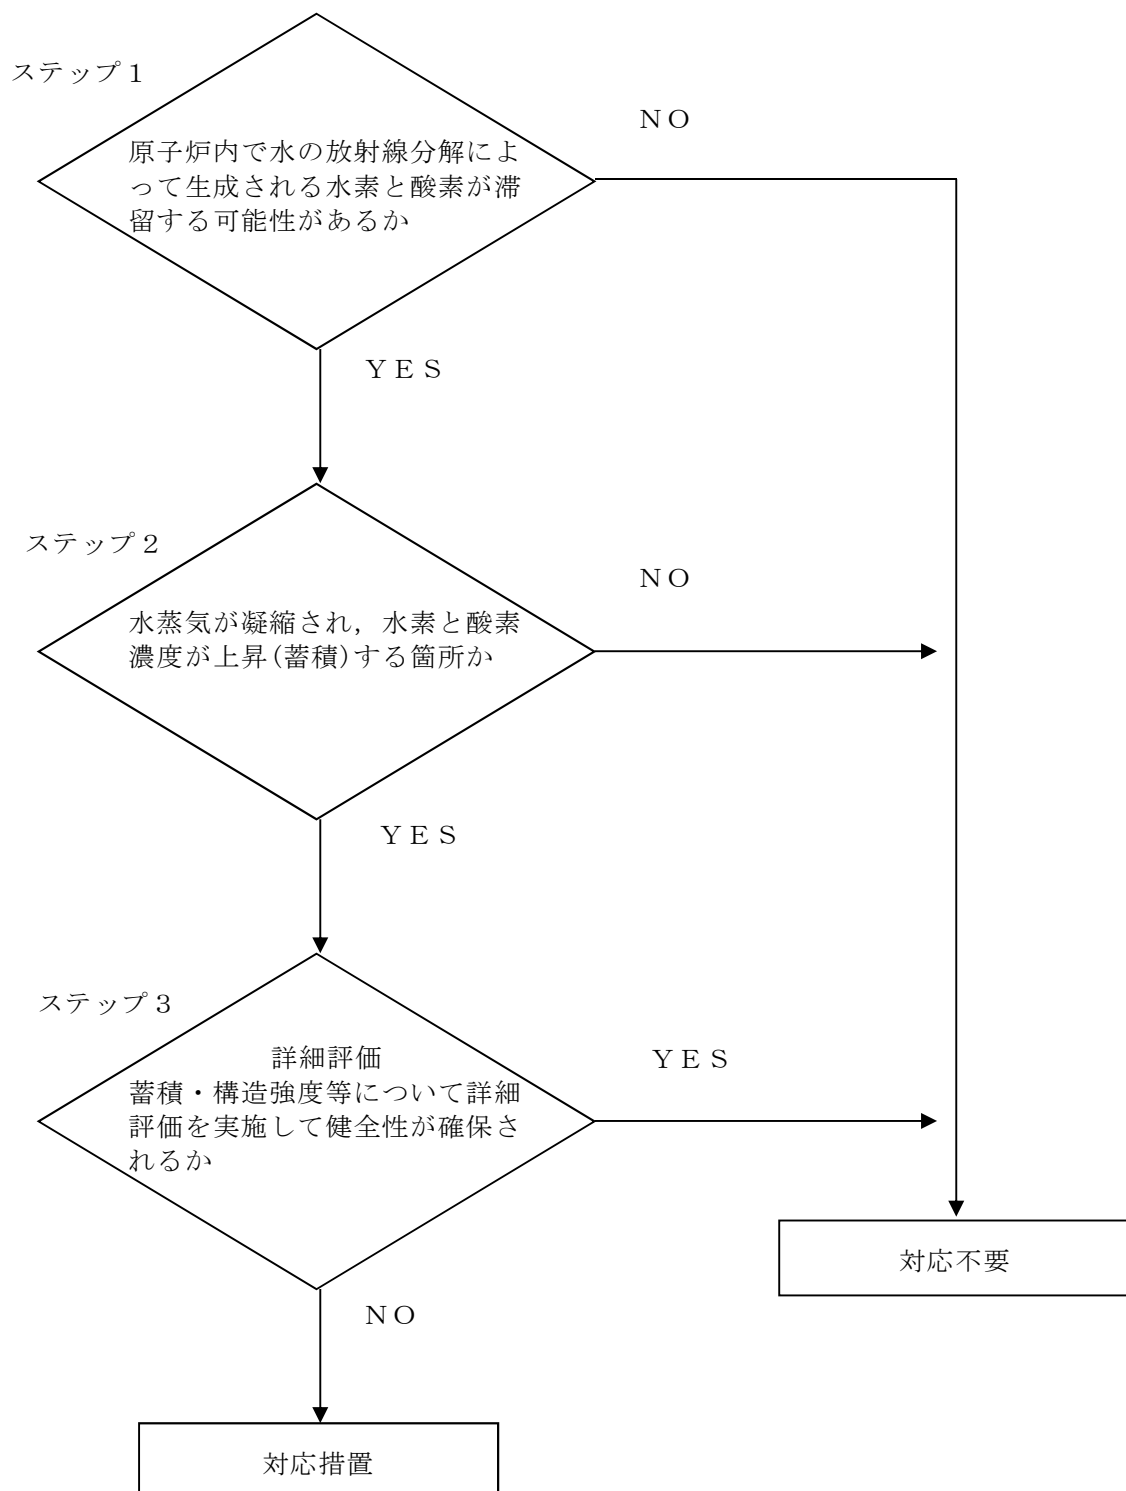 ステップ１
ＮＯ
原子炉内で水の放射線分解によ
って生成される水素と酸素が滞
留する可能性があるか
ＹＥＳ
ステップ２
ＮＯ
水蒸気が凝縮され，水素と酸素
濃度が上昇(蓄積)する箇所か
ＹＥＳ
ステップ３
詳細評価
ＹＥＳ
蓄積・構造強度等について詳細
評価を実施して健全性が確保さ
れるか
対応不要
ＮＯ
対応措置